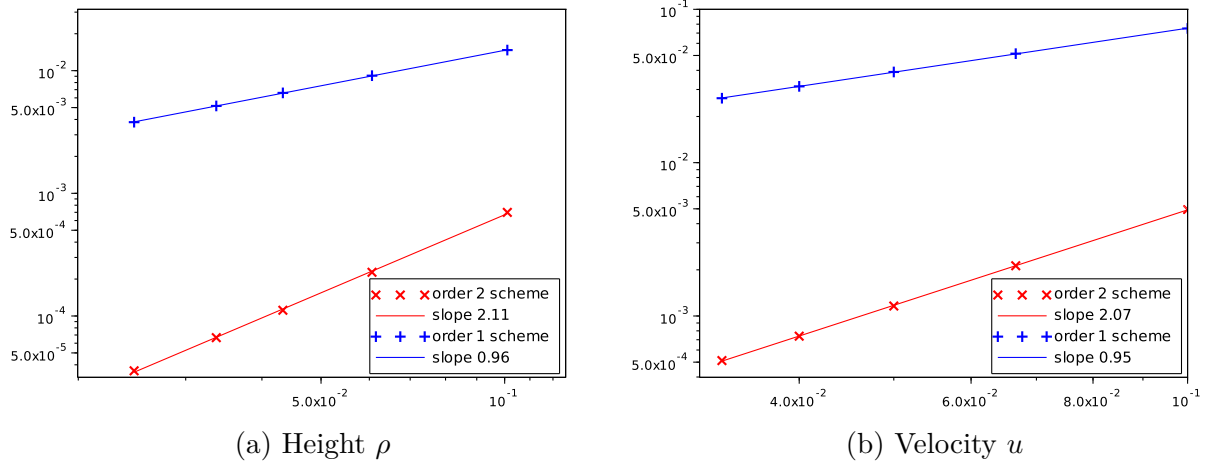 10⁻²
5.0x10⁻³
10⁻³
5.0x10⁻⁴
10⁻⁴
5.0x10⁻⁵
5.0x10⁻²
10⁻¹
order 2 scheme
slope 2.11
order 1 scheme
slope 0.96
(a) Height ρ
10⁻¹
5.0x10⁻²
10⁻²
5.0x10⁻³
10⁻³
5.0x10⁻⁴
4.0x10⁻²
6.0x10⁻²
8.0x10⁻²
10⁻¹
order 2 scheme
slope 2.07
order 1 scheme
slope 0.95
(b) Velocity u